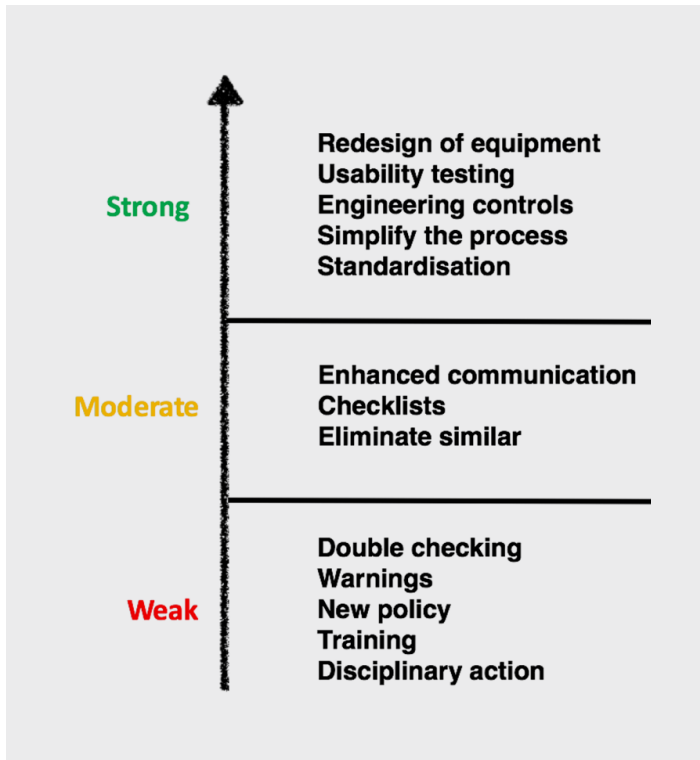 Strong
Redesign of equipment
Usability testing
Engineering controls
Simplify the process
Standardisation
Moderate
Enhanced communication
Checklists
Eliminate similar
Weak
Double checking
Warnings
New policy
Training
Disciplinary action